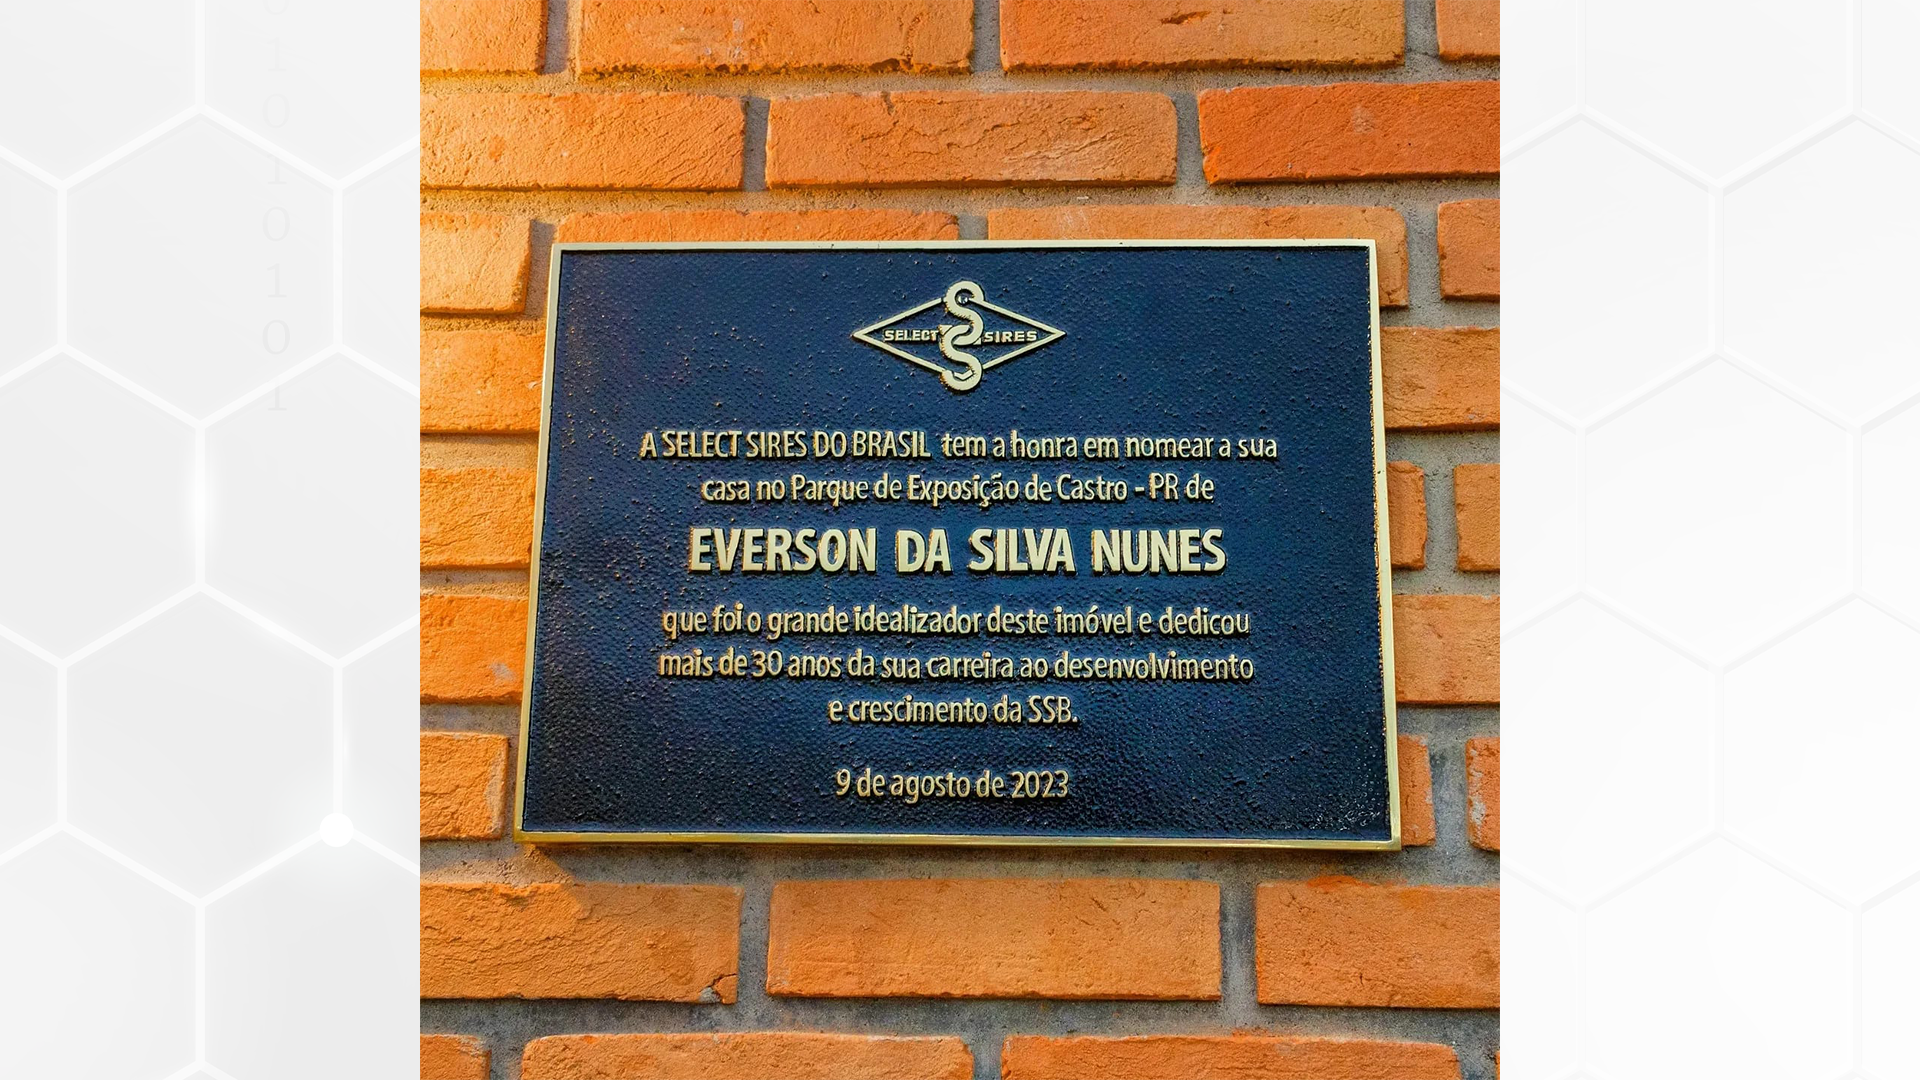 SELECT SIRES
A SELECT SIRES DO BRASIL tem a honra em nomear a sua
casa no Parque de Exposição de Castro - PR de
EVERSON DA SILVA NUNES
que foi o grande idealizador deste imóvel e dedicou
mais de 30 anos da sua carreira ao desenvolvimento
e crescimento da SSB.
9 de agosto de 2023